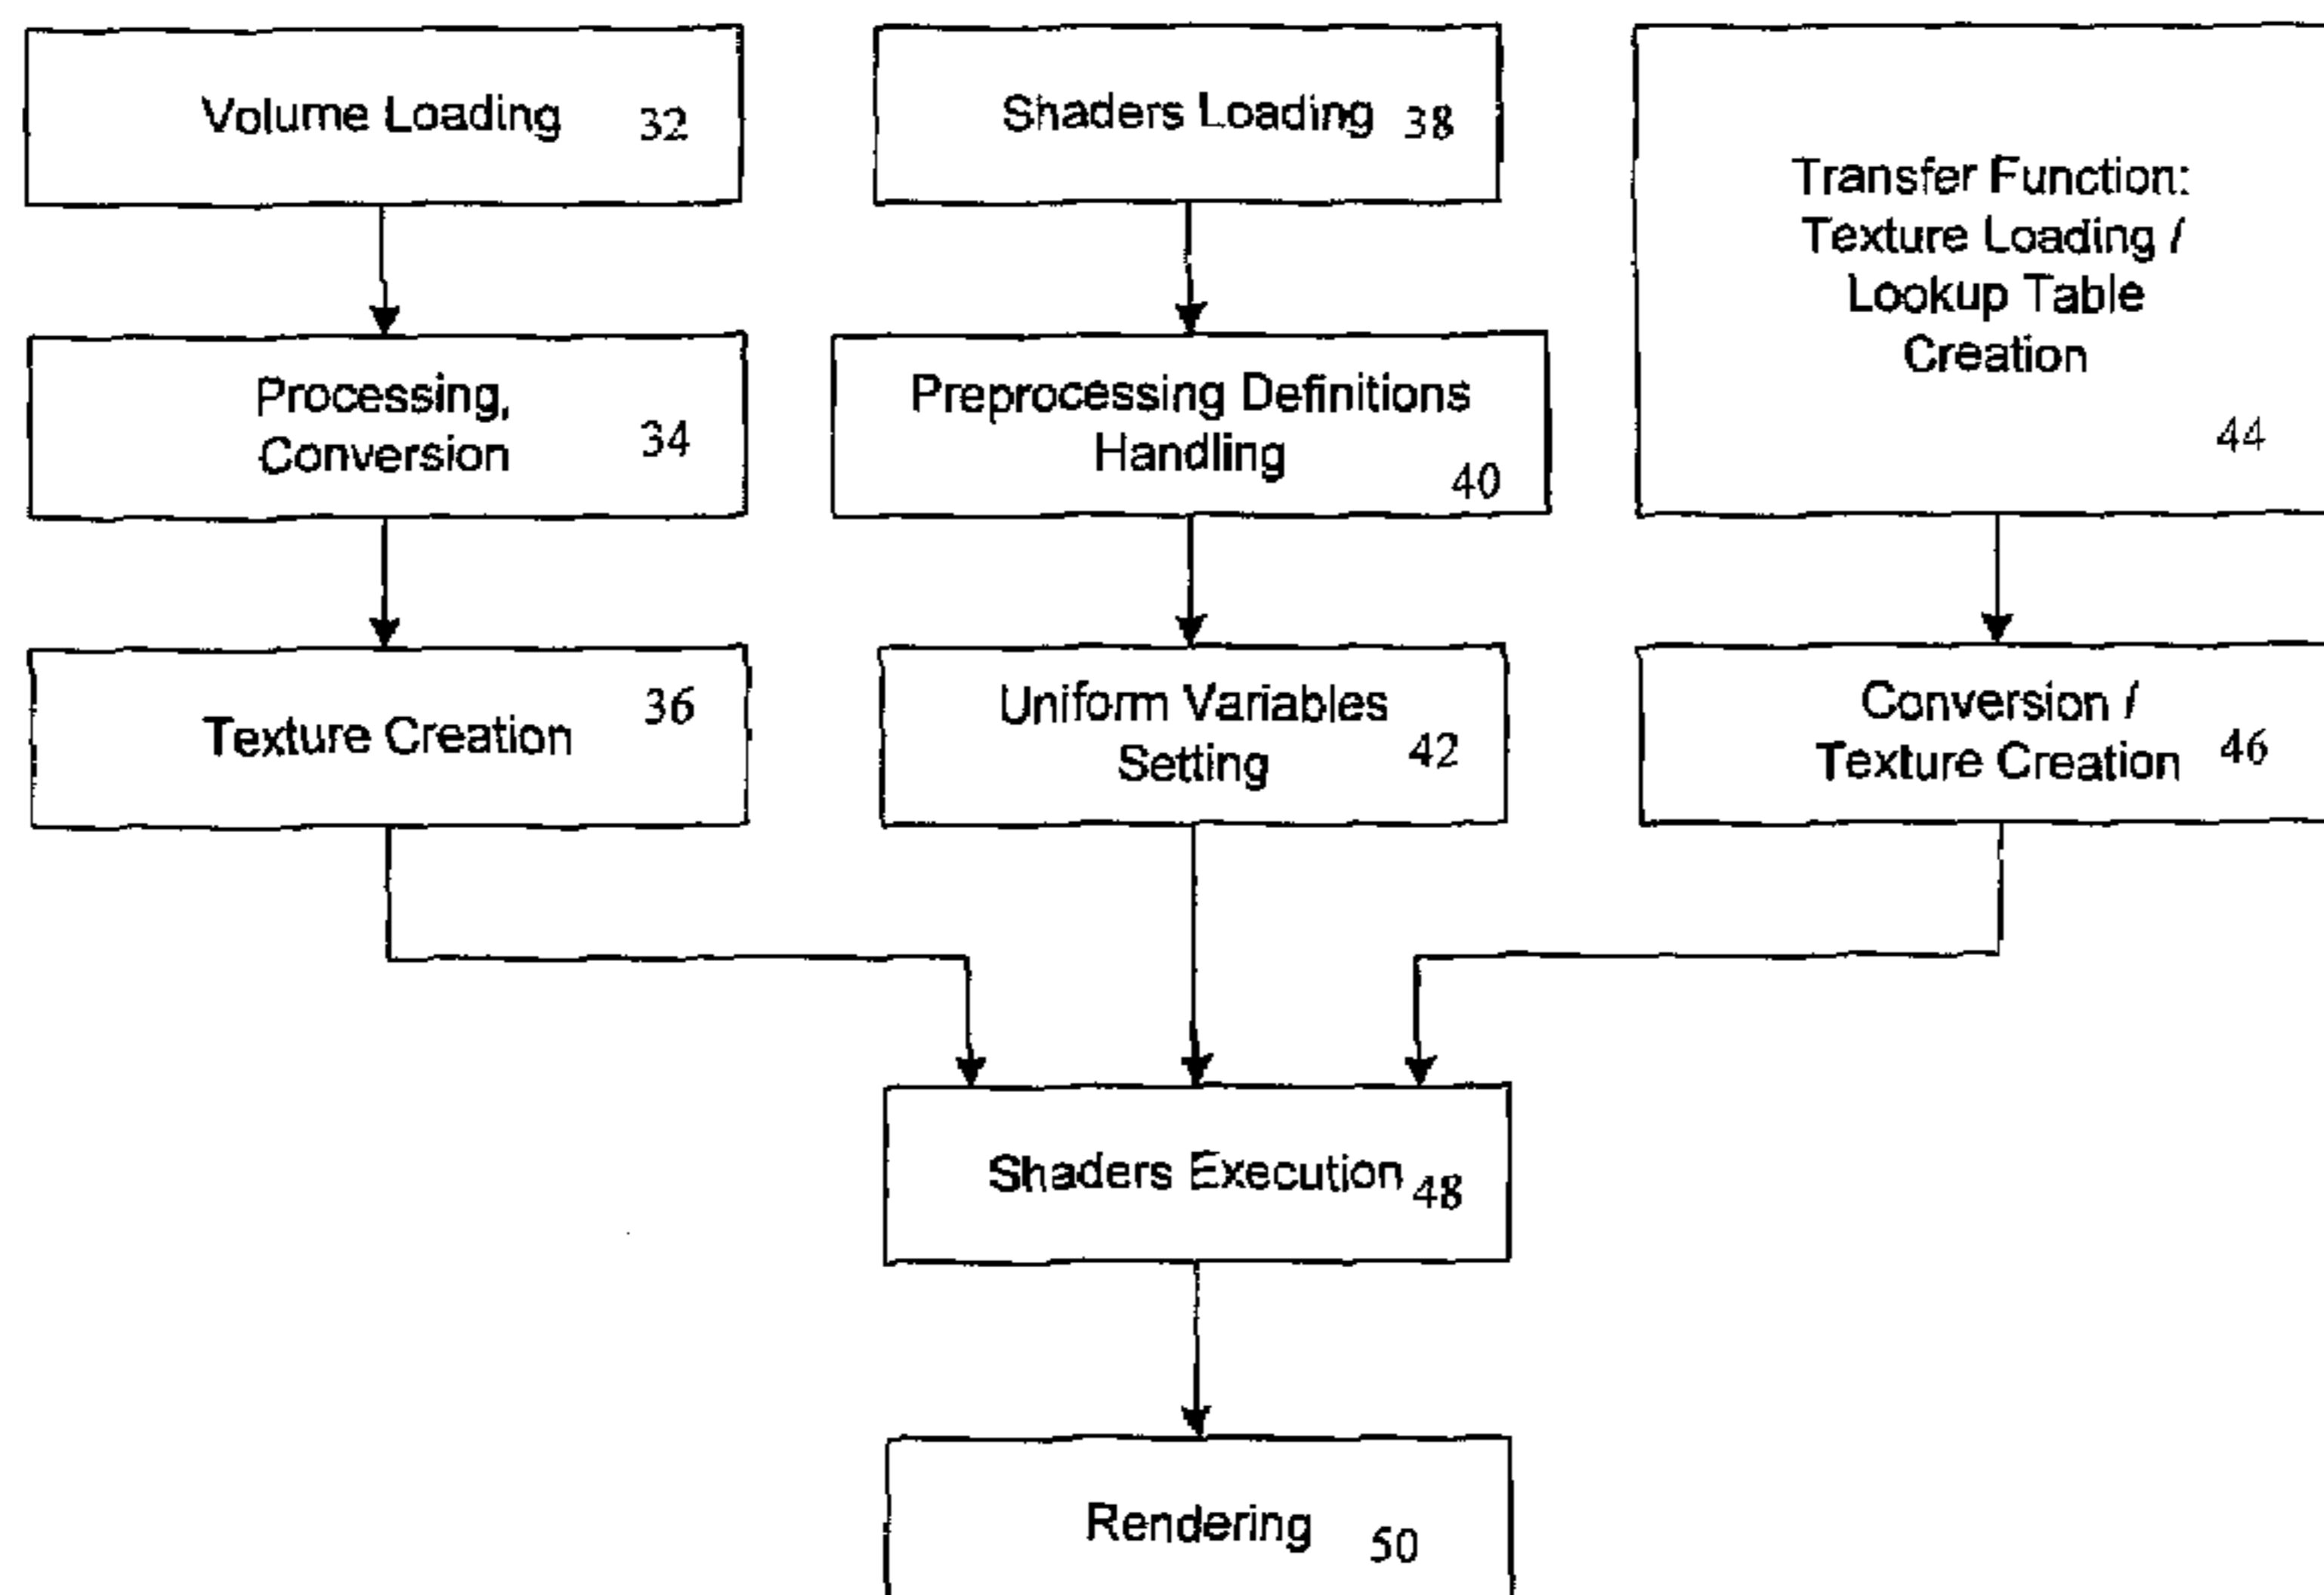 Volume Loading 32
Shaders Loading 38
Transfer Function:
Texture Loading /
Lookup Table
Creation
44
Processing,
Conversion 34
Preprocessing Definitions
Handling
40
Texture Creation 36
Uniform Variables
Setting 42
Conversion /
Texture Creation 46
Shaders Execution 48
Rendering 50